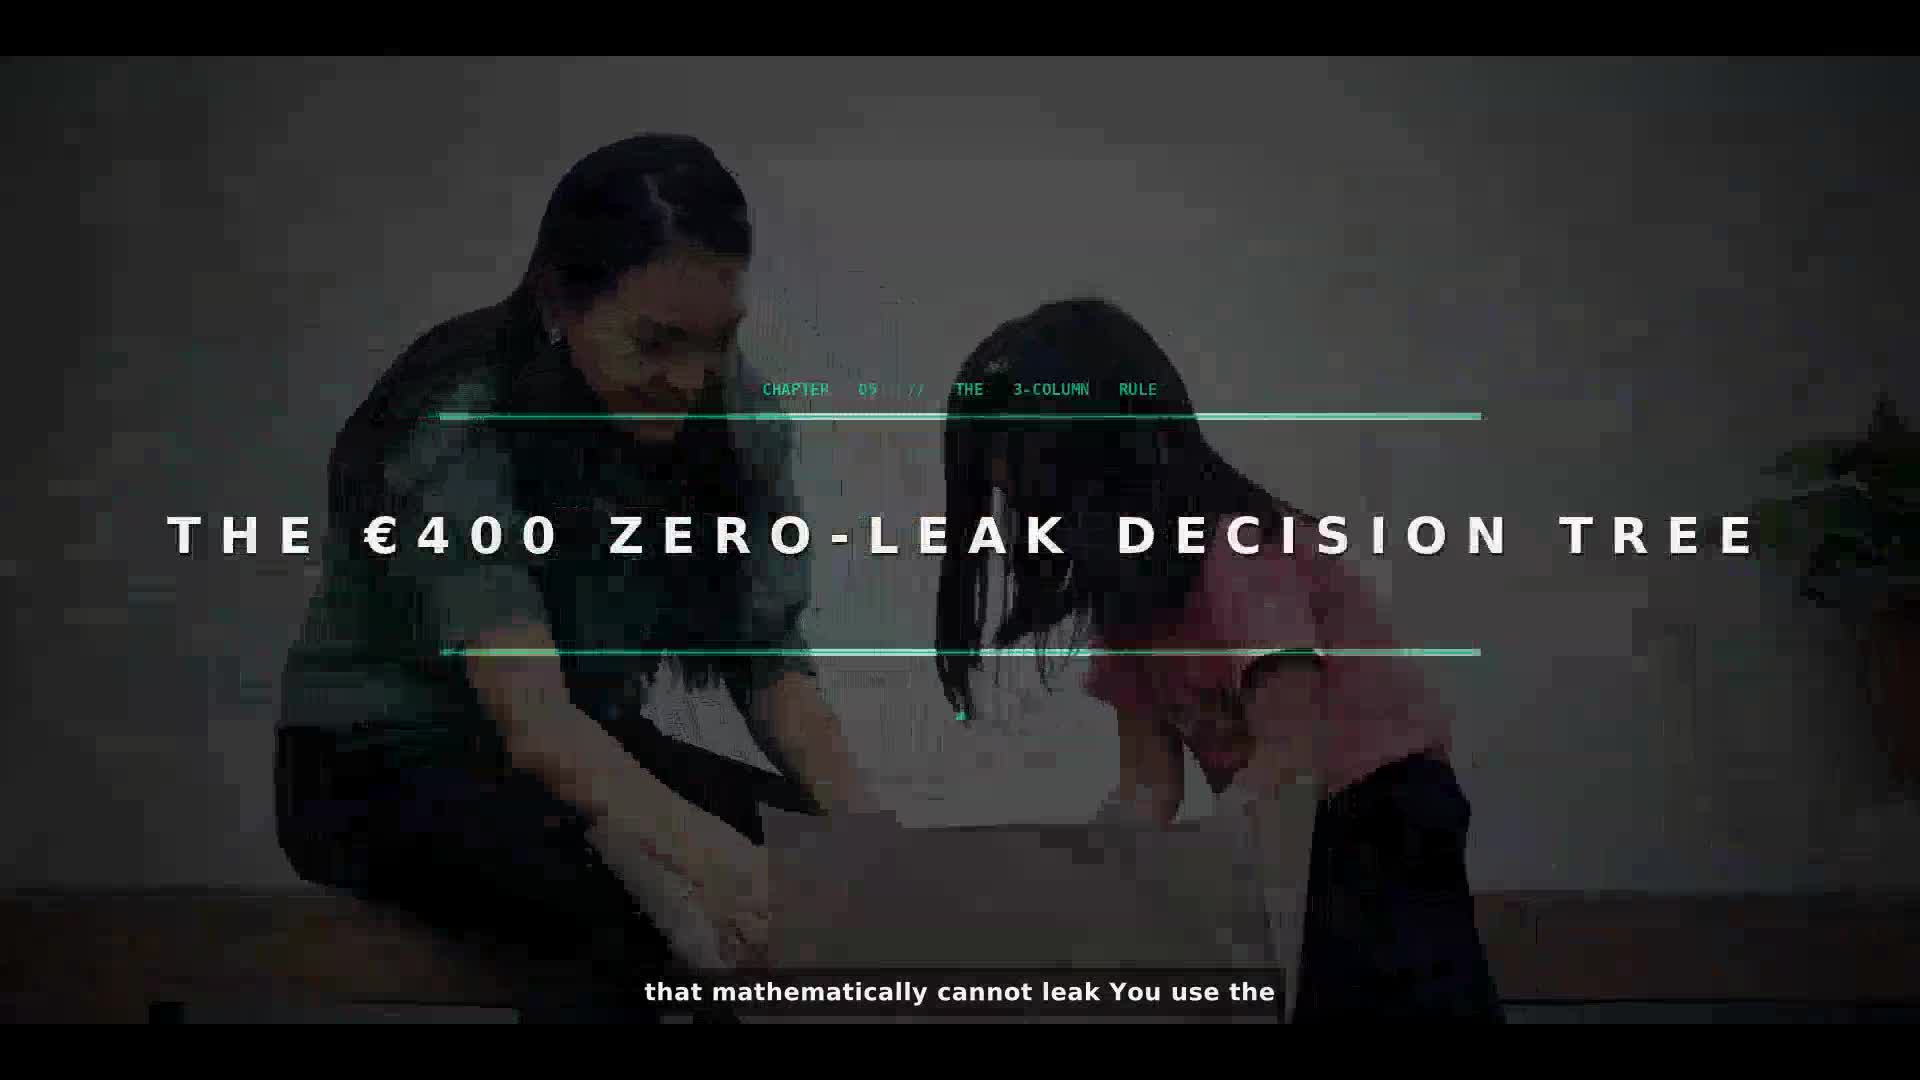 CHAPTER 05 // THE 3-COLUMN RULE
THE €400 ZERO-LEAK DECISION TREE
that mathematically cannot leak You use the